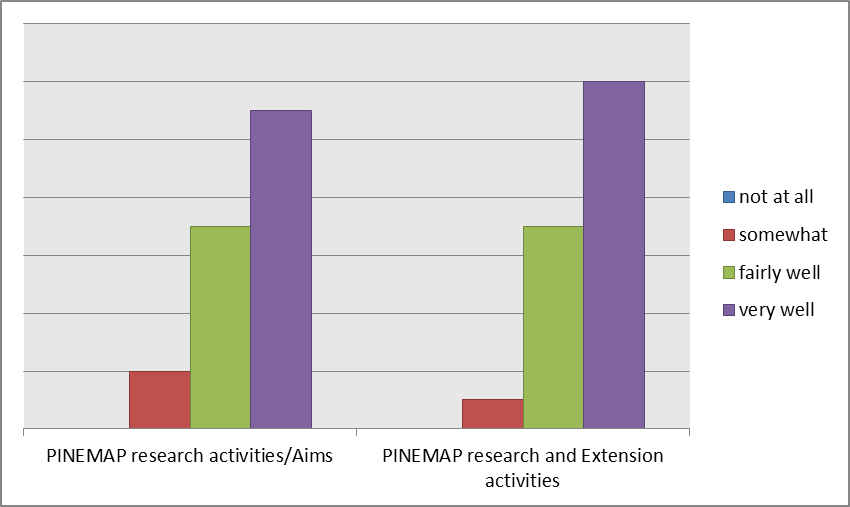 not at all
somewhat
fairly well
very well
PINEMAP research activities/Aims
PINEMAP research and Extension
activities